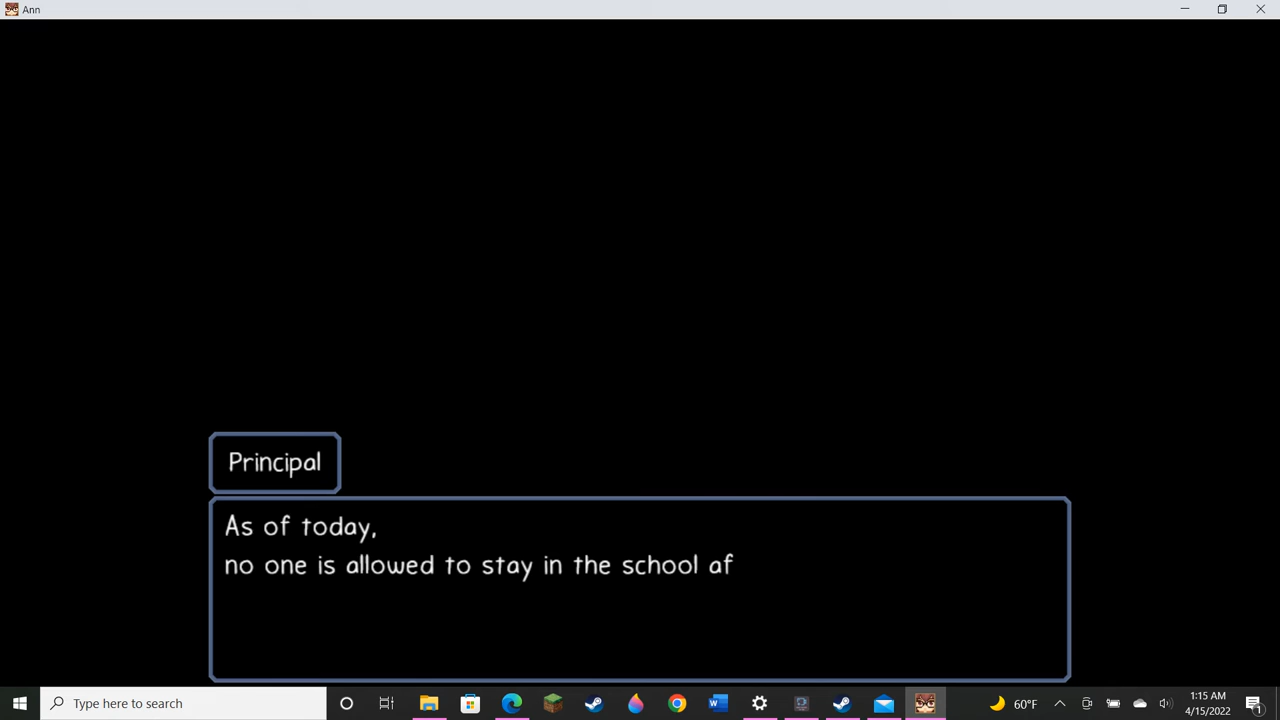 Ann
Principal
As of today,
no one is allowed to stay in the school af
Type here to search
60°F
1:15 AM
4/15/2022
1